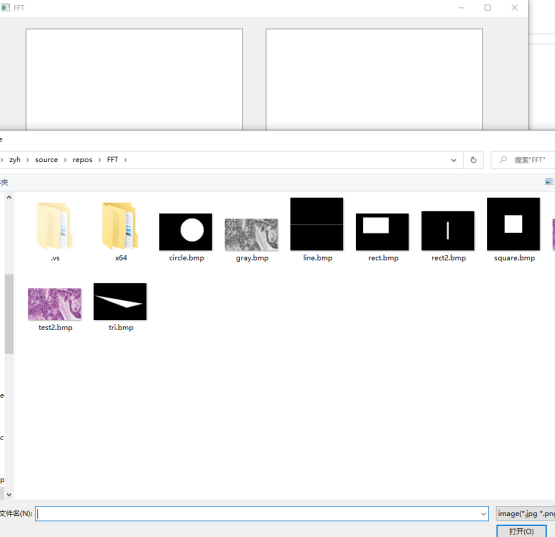 FFT
zyh › source › repos › FFT ›
搜索"FFT"
.vs
x64
circle.bmp
gray.bmp
line.bmp
rect.bmp
rect2.bmp
square.bmp
test2.bmp
tri.bmp
文件名(N):
image(*.jpg *.png
打开(O)